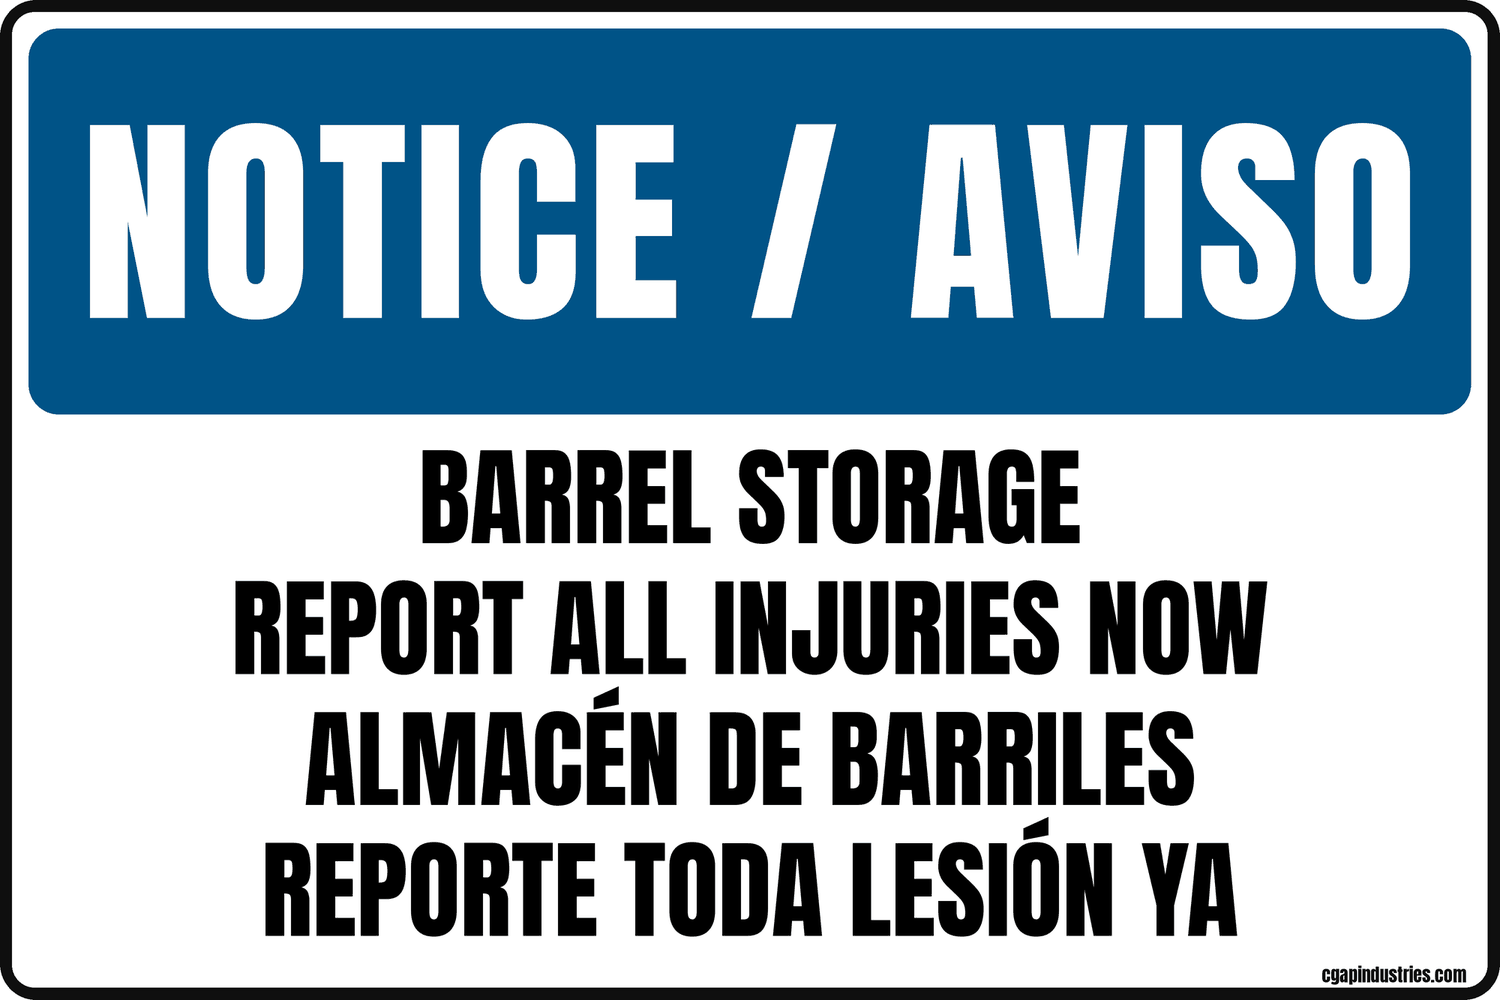 NOTICE / AVISO
BARREL STORAGE
REPORT ALL INJURIES NOW
ALMACÉN DE BARRILES
REPORTE TODA LESIÓN YA
cgapindustries.com